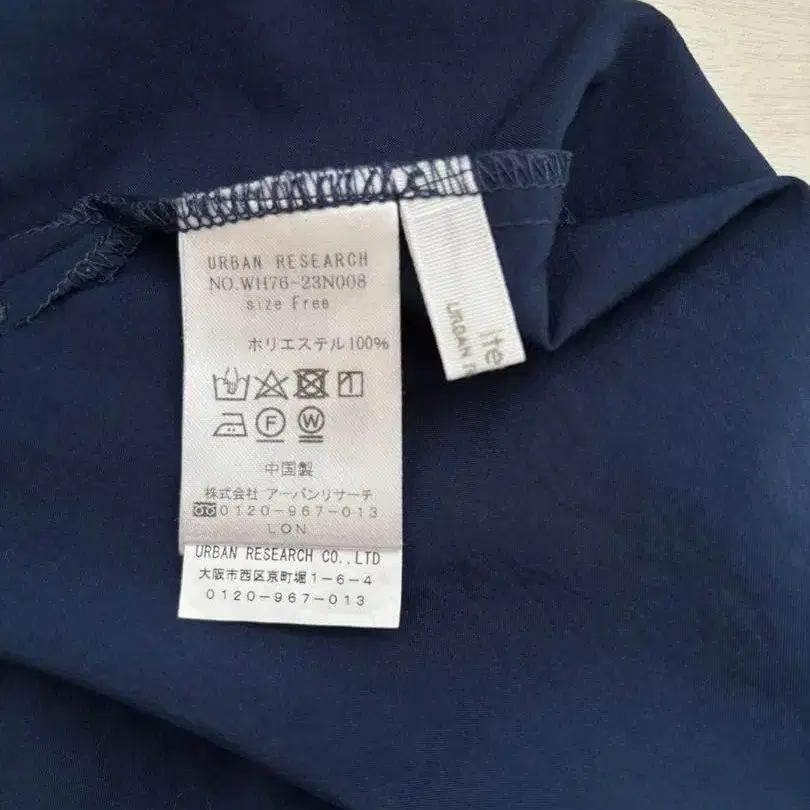 URBAN RESEARCH
NO.WH76-23N008
size Free
ポリエステル100%
F W
中国製
株式会社 アーバンリサーチ
0120-967-013
LON
URBAN RESEARCH CO.,LTD
大阪市西区京町堀1-6-4
0120-967-013
ite
URBAN